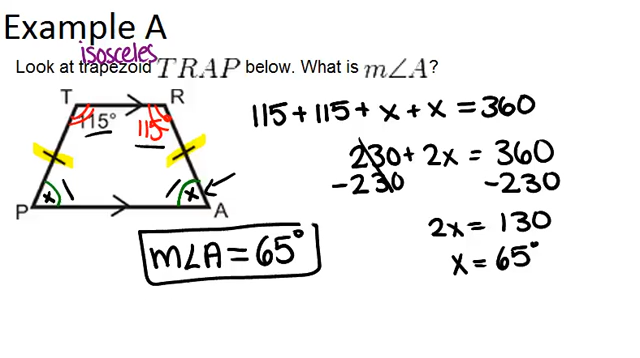 Example A
isosceles
Look at trapezoid TRAP below. What is m∠A?
T R
115° 115
x x
P A
115 + 115 + x + x = 360
230 + 2x = 360
-230 -230
2x = 130
x = 65°
m∠A = 65°